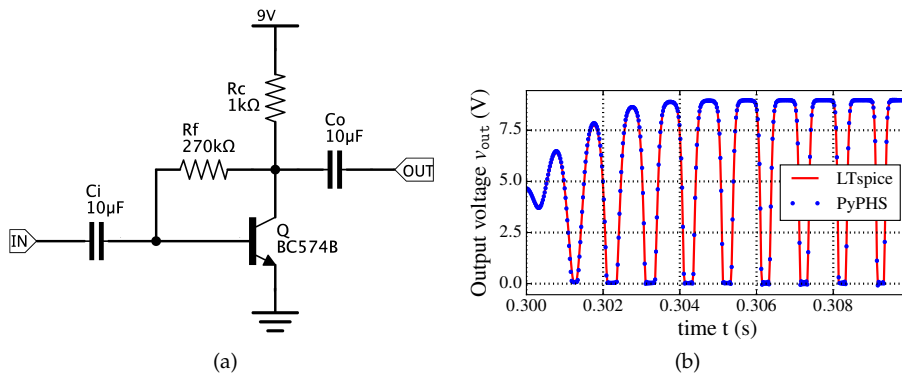 9V
Rc
1kΩ
Rf
270kΩ
Co
10µF
OUT
Ci
10µF
IN
Q
BC574B
(a)
Output voltage vout (V)
7.5
5.0
2.5
0.0
0.300
0.302
0.304
0.306
0.308
time t (s)
LTspice
PyPHS
(b)